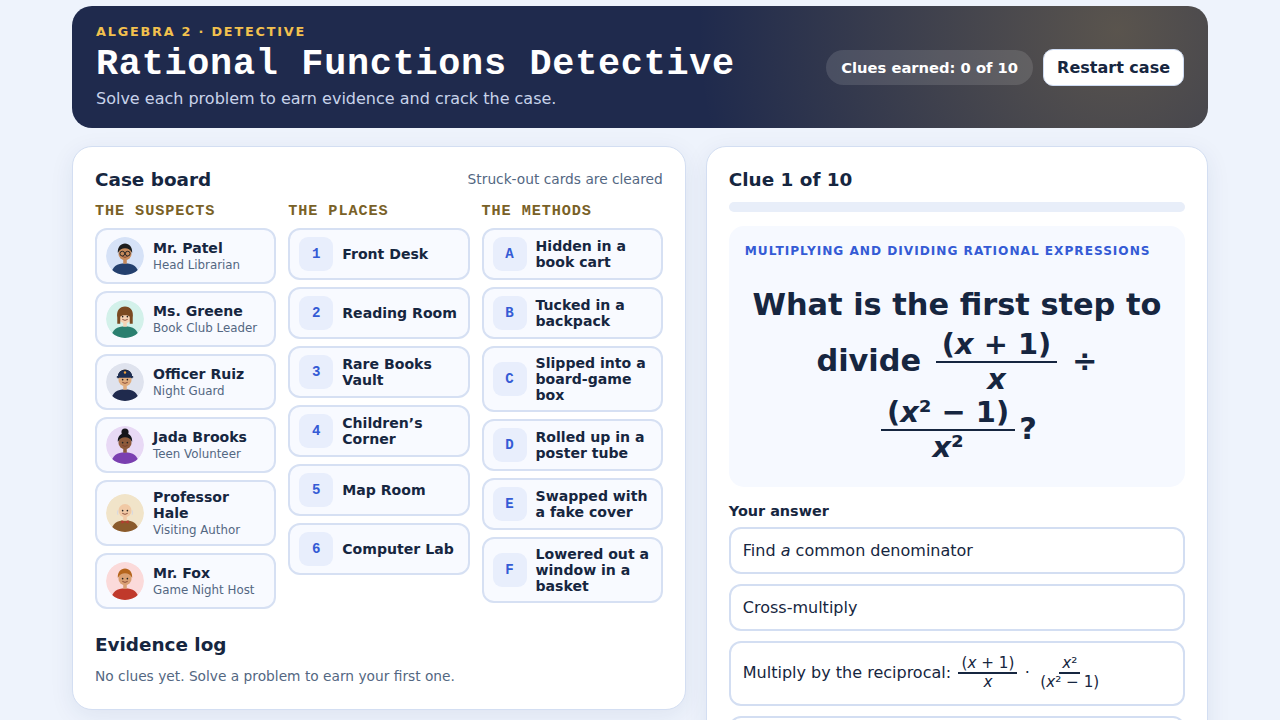 ALGEBRA 2 · DETECTIVE
Rational Functions Detective
Solve each problem to earn evidence and crack the case.
Clues earned: 0 of 10
Restart case
Case board
Struck-out cards are cleared
THE SUSPECTS
Mr. Patel
Head Librarian
Ms. Greene
Book Club Leader
Officer Ruiz
Night Guard
Jada Brooks
Teen Volunteer
Professor
Hale
Visiting Author
Mr. Fox
Game Night Host
THE PLACES
1 Front Desk
2 Reading Room
3 Rare Books
Vault
4 Children’s
Corner
5 Map Room
6 Computer Lab
THE METHODS
A Hidden in a
book cart
B Tucked in a
backpack
C Slipped into a
board-game
box
D Rolled up in a
poster tube
E Swapped with
a fake cover
F Lowered out a
window in a
basket
Evidence log
No clues yet. Solve a problem to earn your first one.
Clue 1 of 10
MULTIPLYING AND DIVIDING RATIONAL EXPRESSIONS
What is the first step to
divide (x + 1)/x ÷
(x² − 1)/x² ?
Your answer
Find a common denominator
Cross-multiply
Multiply by the reciprocal: (x + 1)/x · x²/(x² − 1)